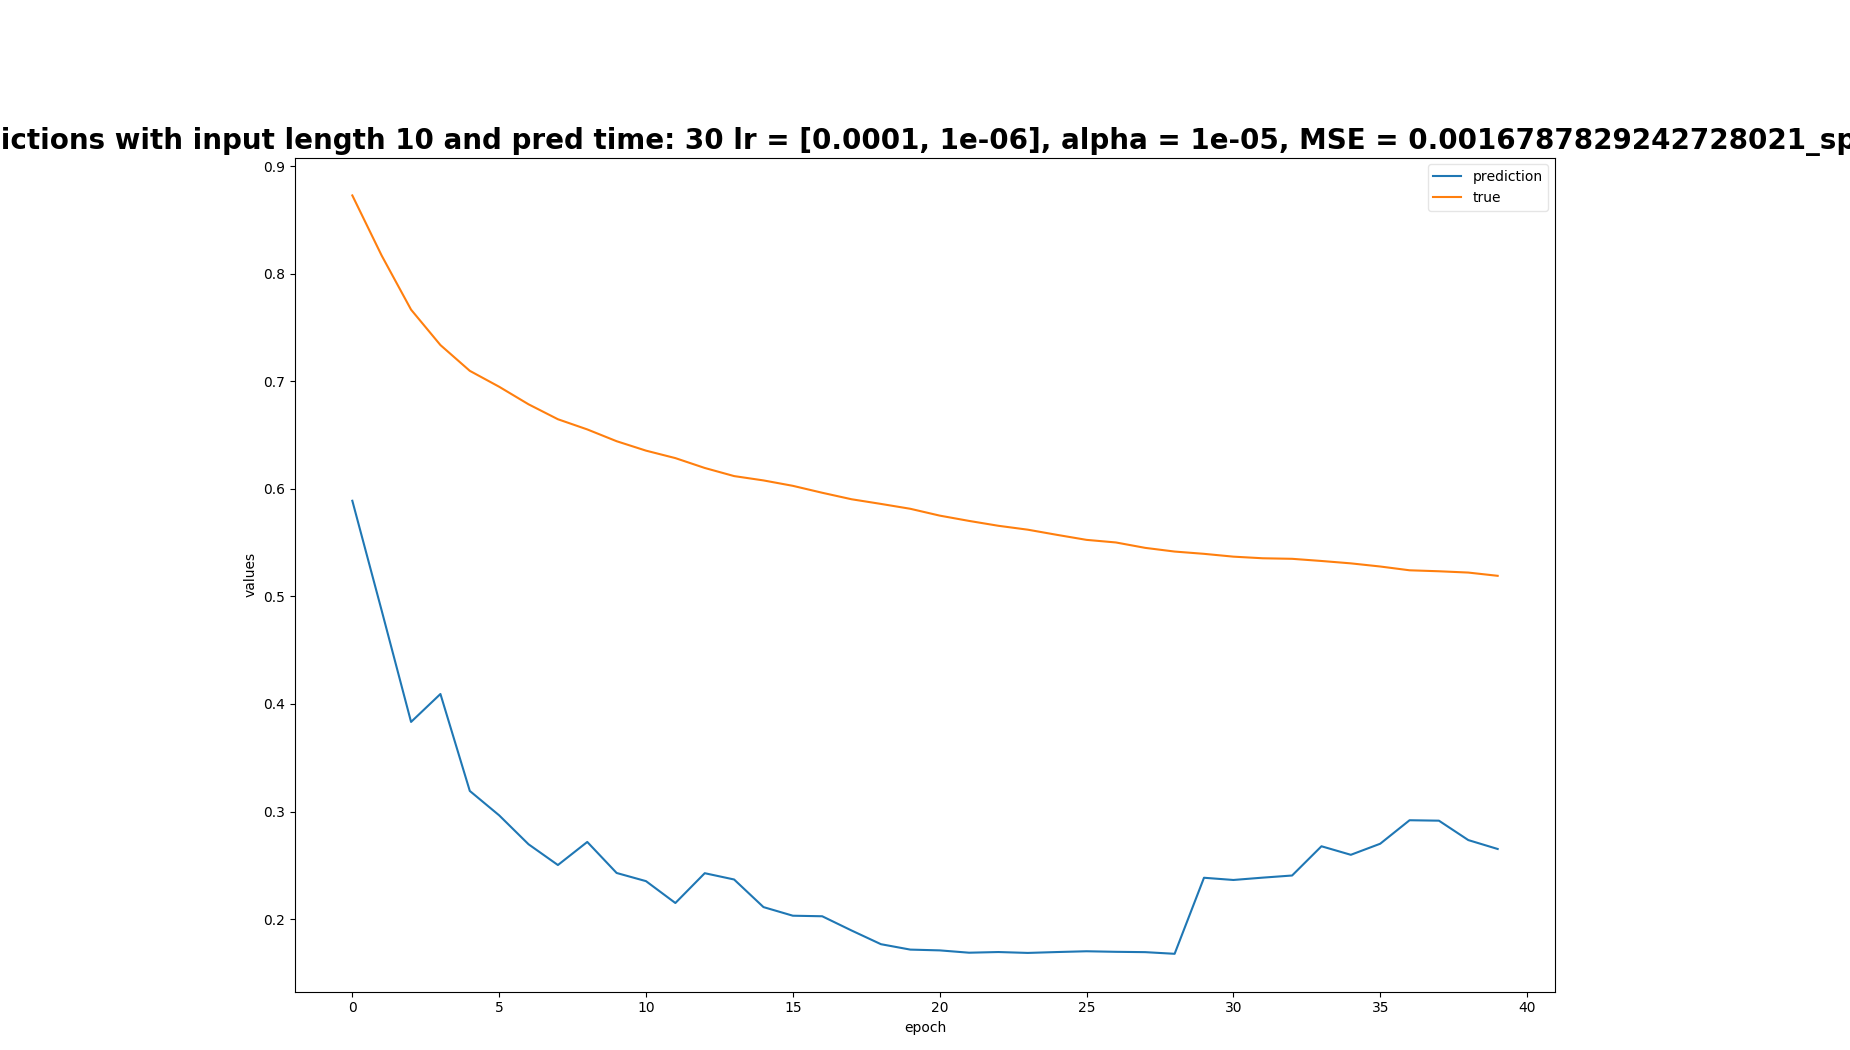 ictions with input length 10 and pred time: 30 lr = [0.0001, 1e-06], alpha = 1e-05, MSE = 0.0016787829242728021_sp
prediction
true
0.9
0.8
0.7
0.6
0.5
0.4
0.3
0.2
values
0 5 10 15 20 25 30 35 40
epoch